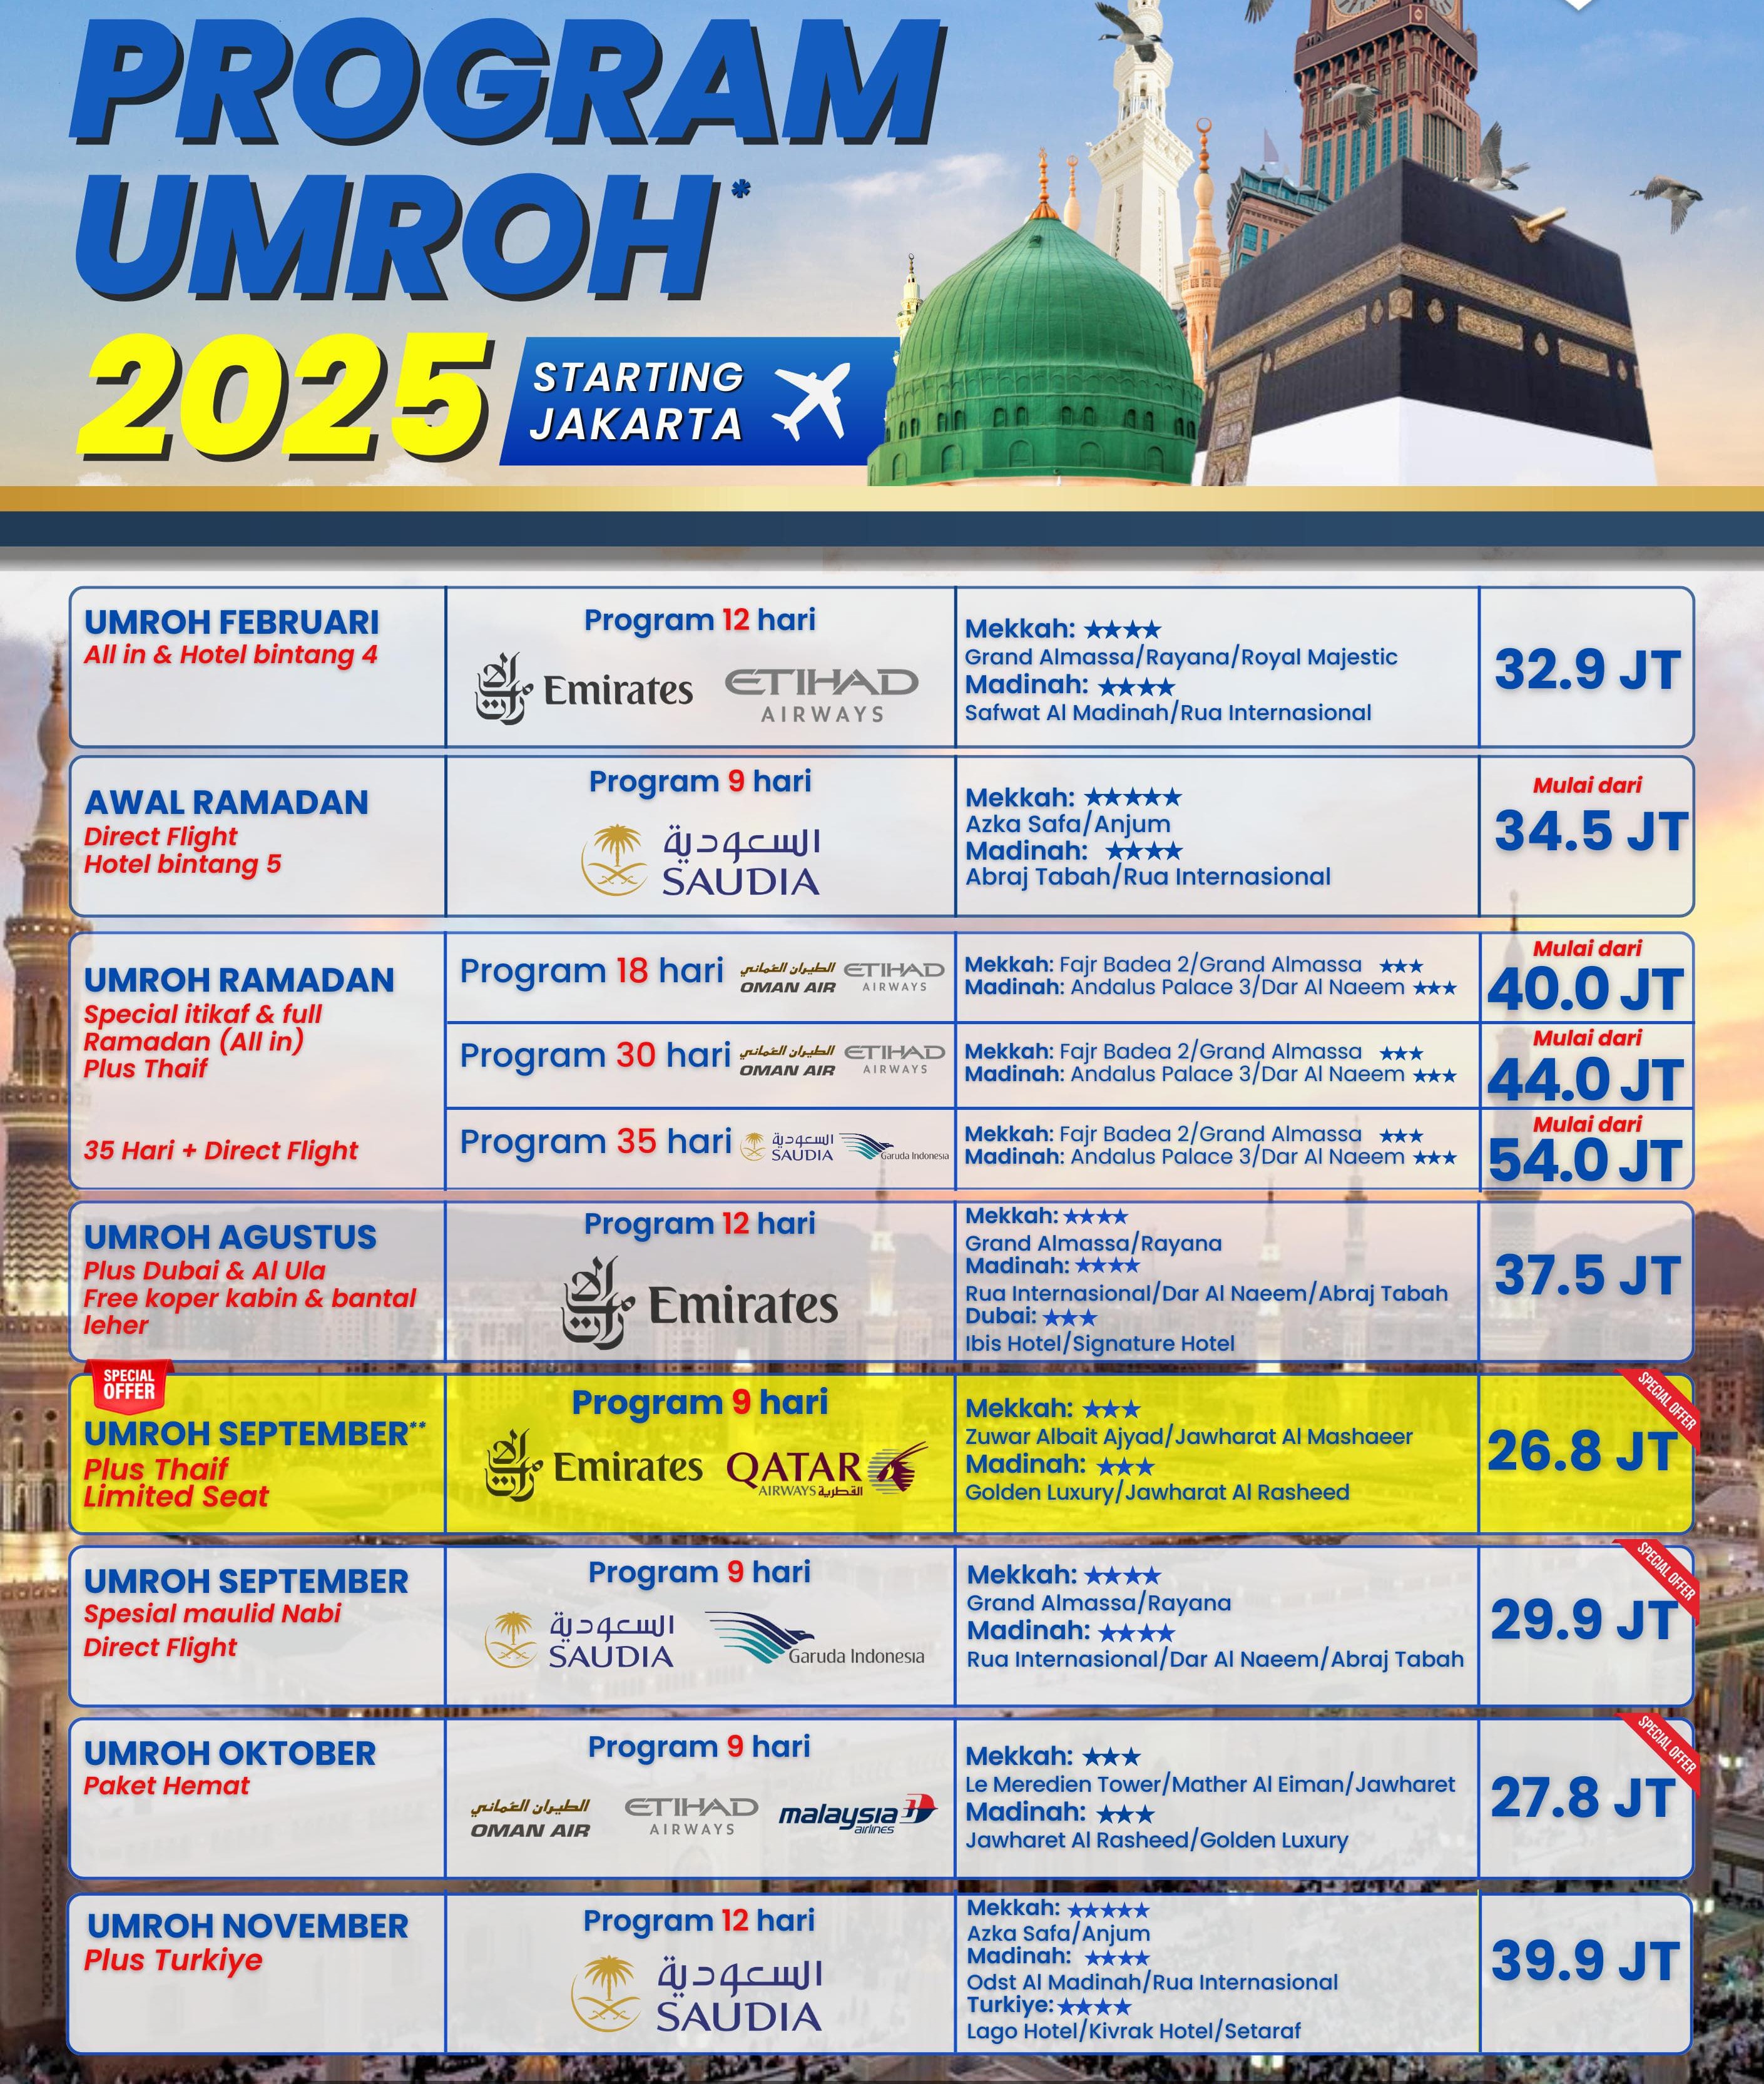 PROGRAM
UMROH*
2025
STARTING
JAKARTA
UMROH FEBRUARI
All in & Hotel bintang 4
Program 12 hari
Emirates
ETIHAD
AIRWAYS
Mekkah: ★★★★
Grand Almassa/Rayana/Royal Majestic
Madinah: ★★★★
Safwat Al Madinah/Rua Internasional
32.9 JT
AWAL RAMADAN
Direct Flight
Hotel bintang 5
Program 9 hari
السعودية
SAUDIA
Mekkah: ★★★★★
Azka Safa/Anjum
Madinah: ★★★★
Abraj Tabah/Rua Internasional
Mulai dari
34.5 JT
UMROH RAMADAN
Special itikaf & full
Ramadan (All in)
Plus Thaif
35 Hari + Direct Flight
Program 18 hari
الطيران العُماني
OMAN AIR
ETIHAD
AIRWAYS
Mekkah: Fajr Badea 2/Grand Almassa ★★★
Madinah: Andalus Palace 3/Dar Al Naeem ★★★
Mulai dari
40.0 JT
Program 30 hari
الطيران العُماني
OMAN AIR
ETIHAD
AIRWAYS
Mekkah: Fajr Badea 2/Grand Almassa ★★★
Madinah: Andalus Palace 3/Dar Al Naeem ★★★
Mulai dari
44.0 JT
Program 35 hari
السعودية
SAUDIA
Garuda Indonesia
Mekkah: Fajr Badea 2/Grand Almassa ★★★
Madinah: Andalus Palace 3/Dar Al Naeem ★★★
Mulai dari
54.0 JT
UMROH AGUSTUS
Plus Dubai & Al Ula
Free koper kabin & bantal
leher
Program 12 hari
Emirates
Mekkah: ★★★★
Grand Almassa/Rayana
Madinah: ★★★★
Rua Internasional/Dar Al Naeem/Abraj Tabah
Dubai: ★★★
Ibis Hotel/Signature Hotel
37.5 JT
SPECIAL
OFFER
UMROH SEPTEMBER**
Plus Thaif
Limited Seat
Program 9 hari
Emirates
QATAR
AIRWAYS القطرية
Mekkah: ★★★
Zuwar Albait Ajyad/Jawharat Al Mashaeer
Madinah: ★★★
Golden Luxury/Jawharat Al Rasheed
26.8 JT
SPECIAL OFFER
UMROH SEPTEMBER
Spesial maulid Nabi
Direct Flight
Program 9 hari
السعودية
SAUDIA
Garuda Indonesia
Mekkah: ★★★★
Grand Almassa/Rayana
Madinah: ★★★★
Rua Internasional/Dar Al Naeem/Abraj Tabah
29.9 JT
SPECIAL OFFER
UMROH OKTOBER
Paket Hemat
Program 9 hari
الطيران العُماني
OMAN AIR
ETIHAD
AIRWAYS
malaysia
airlines
Mekkah: ★★★
Le Meredien Tower/Mather Al Eiman/Jawharet
Madinah: ★★★
Jawharet Al Rasheed/Golden Luxury
27.8 JT
SPECIAL OFFER
UMROH NOVEMBER
Plus Turkiye
Program 12 hari
السعودية
SAUDIA
Mekkah: ★★★★★
Azka Safa/Anjum
Madinah: ★★★★
Odst Al Madinah/Rua Internasional
Turkiye: ★★★★
Lago Hotel/Kivrak Hotel/Setaraf
39.9 JT